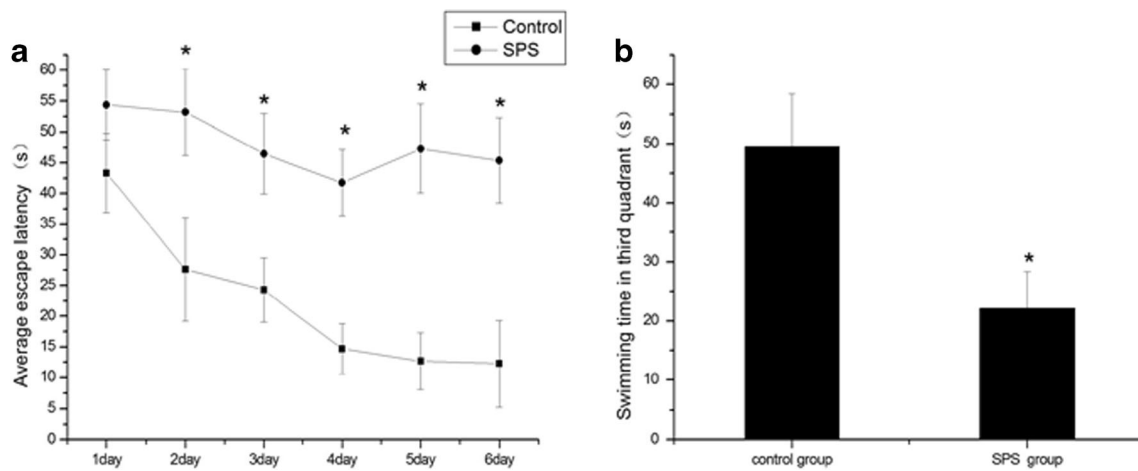 a
Control
SPS
Average escape latency （s）
60
55
50
45
40
35
30
25
20
15
10
5
0
*
*
*
*
*
1day
2day
3day
4day
5day
6day
b
Swimming time in third quadrant（s）
60
50
40
30
20
10
0
*
control group
SPS group